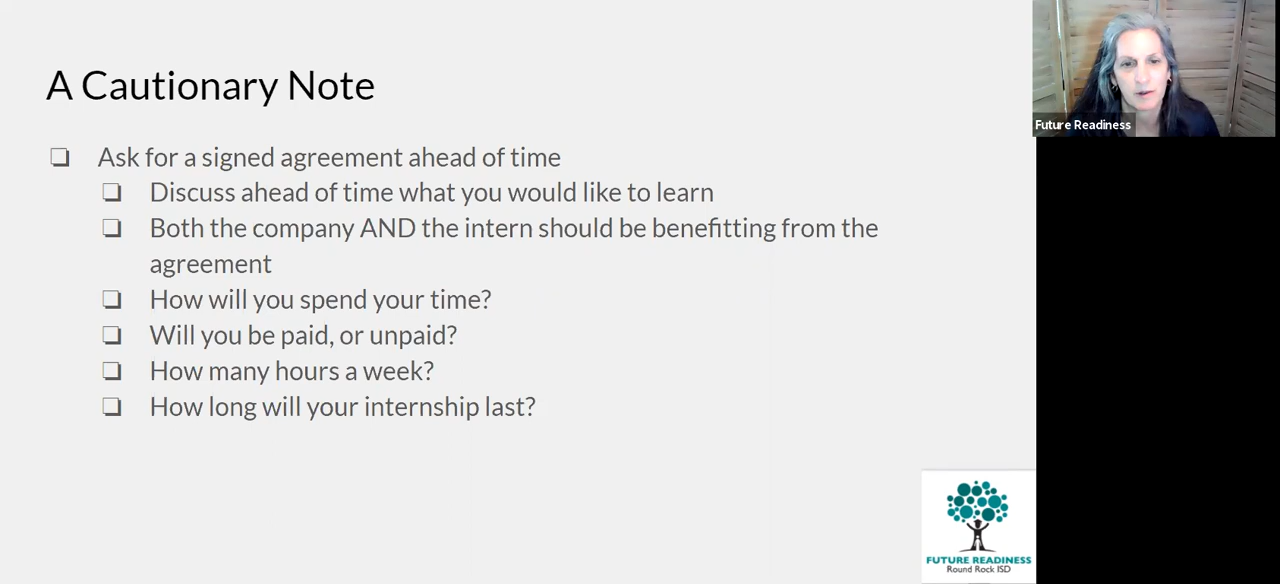 A Cautionary Note
❏ Ask for a signed agreement ahead of time
❏ Discuss ahead of time what you would like to learn
❏ Both the company AND the intern should be benefitting from the
agreement
❏ How will you spend your time?
❏ Will you be paid, or unpaid?
❏ How many hours a week?
❏ How long will your internship last?
Future Readiness
FUTURE READINESS
Round Rock ISD